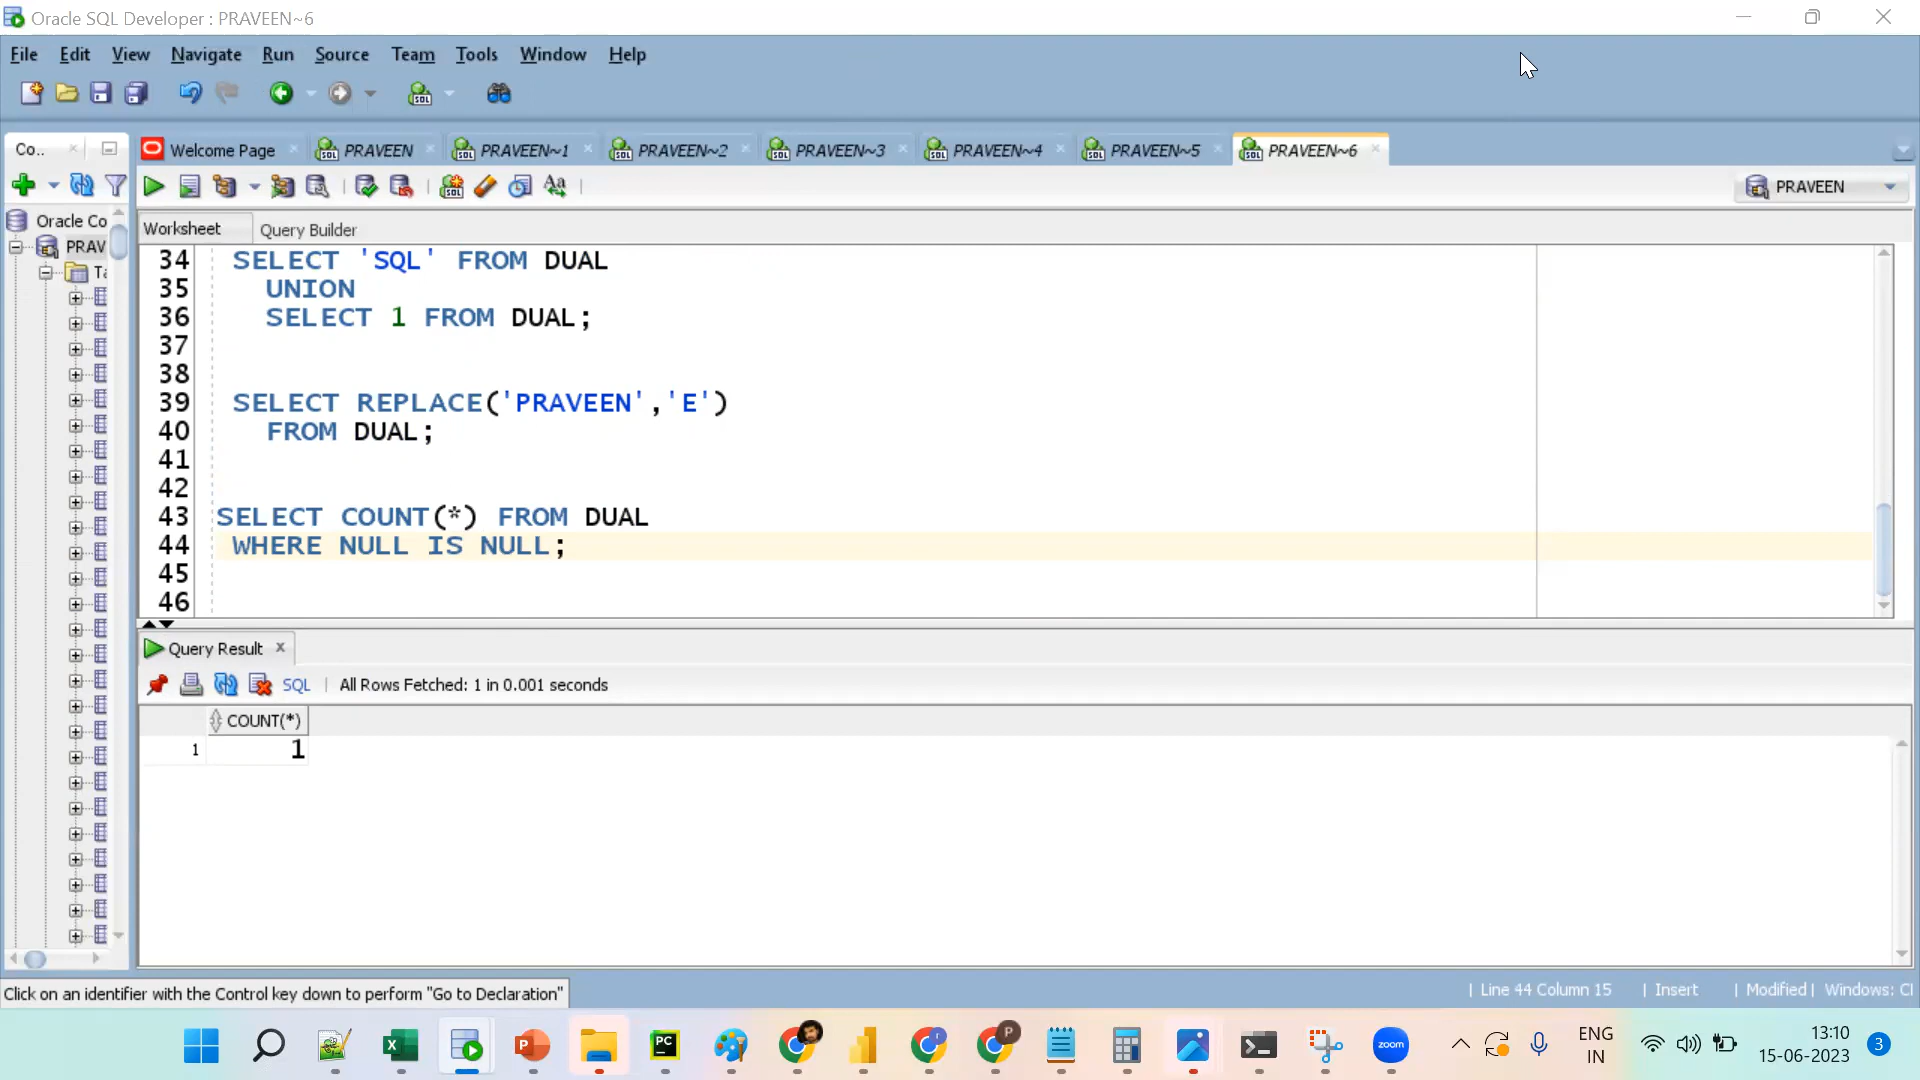 Oracle SQL Developer : PRAVEEN~6
File Edit View Navigate Run Source Team Tools Window Help
Co.. Welcome Page PRAVEEN PRAVEEN~1 PRAVEEN~2 PRAVEEN~3 PRAVEEN~4 PRAVEEN~5 PRAVEEN~6
PRAVEEN
Oracle Co
PRAV
Ta
Worksheet Query Builder
34 SELECT 'SQL' FROM DUAL
35 UNION
36 SELECT 1 FROM DUAL;
37
38
39 SELECT REPLACE('PRAVEEN','E')
40 FROM DUAL;
41
42
43 SELECT COUNT(*) FROM DUAL
44 WHERE NULL IS NULL;
45
46
Query Result
SQL | All Rows Fetched: 1 in 0.001 seconds
COUNT(*)
1 1
Click on an identifier with the Control key down to perform "Go to Declaration"
| Line 44 Column 15 | Insert | Modified | Windows: Cl
PC zoom ENG 13:10
IN 15-06-2023 3